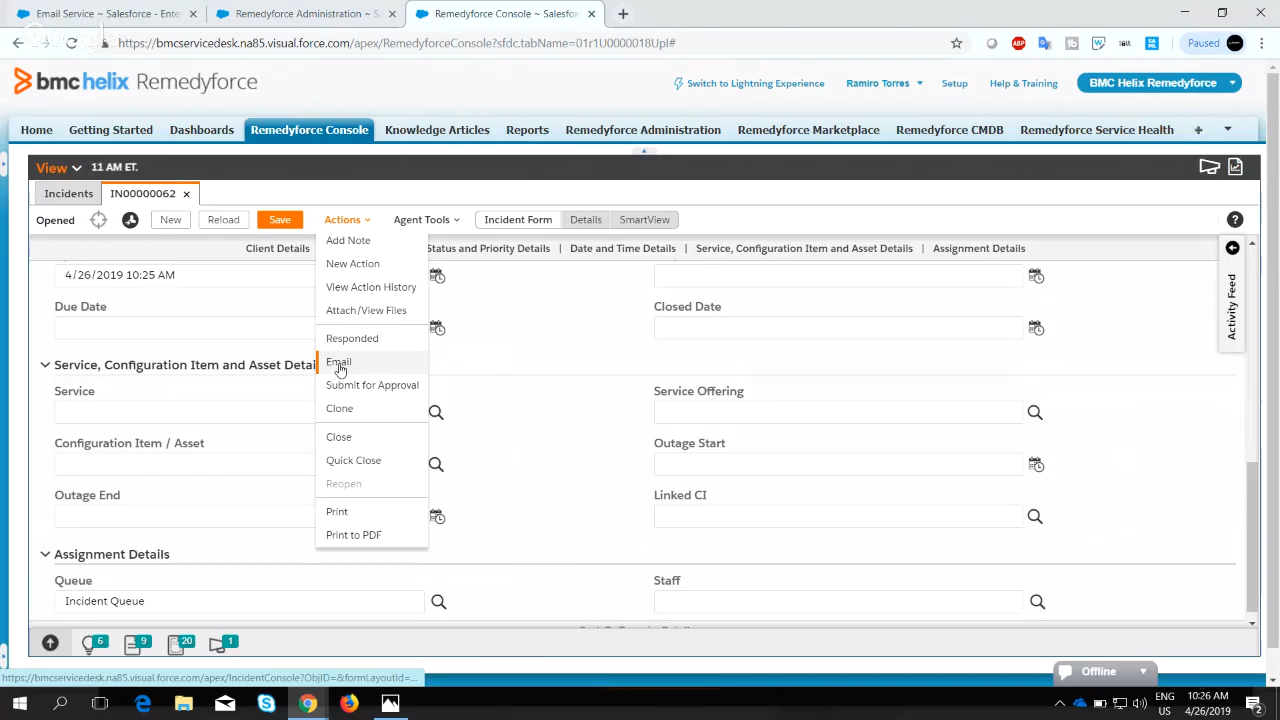 Email Service ~ Salesforce - Ente
Powered Administration ~ S
Remedyforce Console ~ Salesfor
Paused
https://bmcservicedesk.na85.visual.force.com/apex/RemedyforceConsole?sfdc.tabName=01r1U0000018UpI#
bmc helix Remedyforce
Switch to Lightning Experience Ramiro Torres Setup Help & Training BMC Helix Remedyforce
Home Getting Started Dashboards Remedyforce Console Knowledge Articles Reports Remedyforce Administration Remedyforce Marketplace Remedyforce CMDB Remedyforce Service Health +
View 11 AM ET.
Incidents IN00000062
Opened New Reload Save Actions Agent Tools Incident Form Details SmartView
Client Details Status and Priority Details | Date and Time Details | Service, Configuration Item and Asset Details | Assignment Details
Add Note
New Action
View Action History
Attach/View Files
Responded
Email
Submit for Approval
Clone
Close
Quick Close
Reopen
Print
Print to PDF
4/26/2019 10:25 AM
Due Date Closed Date
Service, Configuration Item and Asset Detai
Service Service Offering
Configuration Item / Asset Outage Start
Outage End Linked CI
Assignment Details
Queue Staff
Incident Queue
Activity Feed
6 9 20 1
https://bmcservicedesk.na85.visual.force.com/apex/IncidentConsole?ObjID=&formLayoutId=...
Offline
ENG
US
10:26 AM
4/26/2019
2